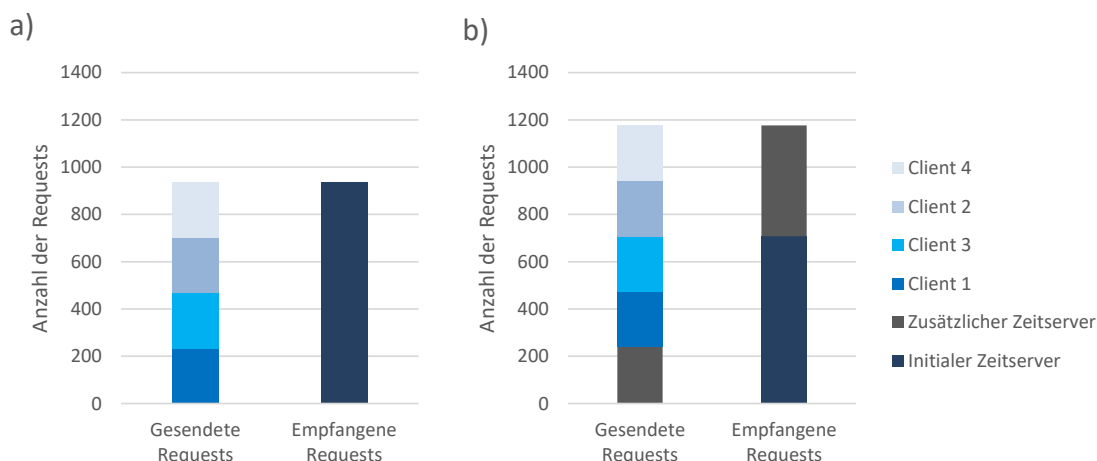 a)
Anzahl der Requests
1400
1200
1000
800
600
400
200
0
Gesendete
Requests
Empfangene
Requests
b)
Anzahl der Requests
1400
1200
1000
800
600
400
200
0
Gesendete
Requests
Empfangene
Requests
Client 4
Client 2
Client 3
Client 1
Zusätzlicher Zeitserver
Initialer Zeitserver